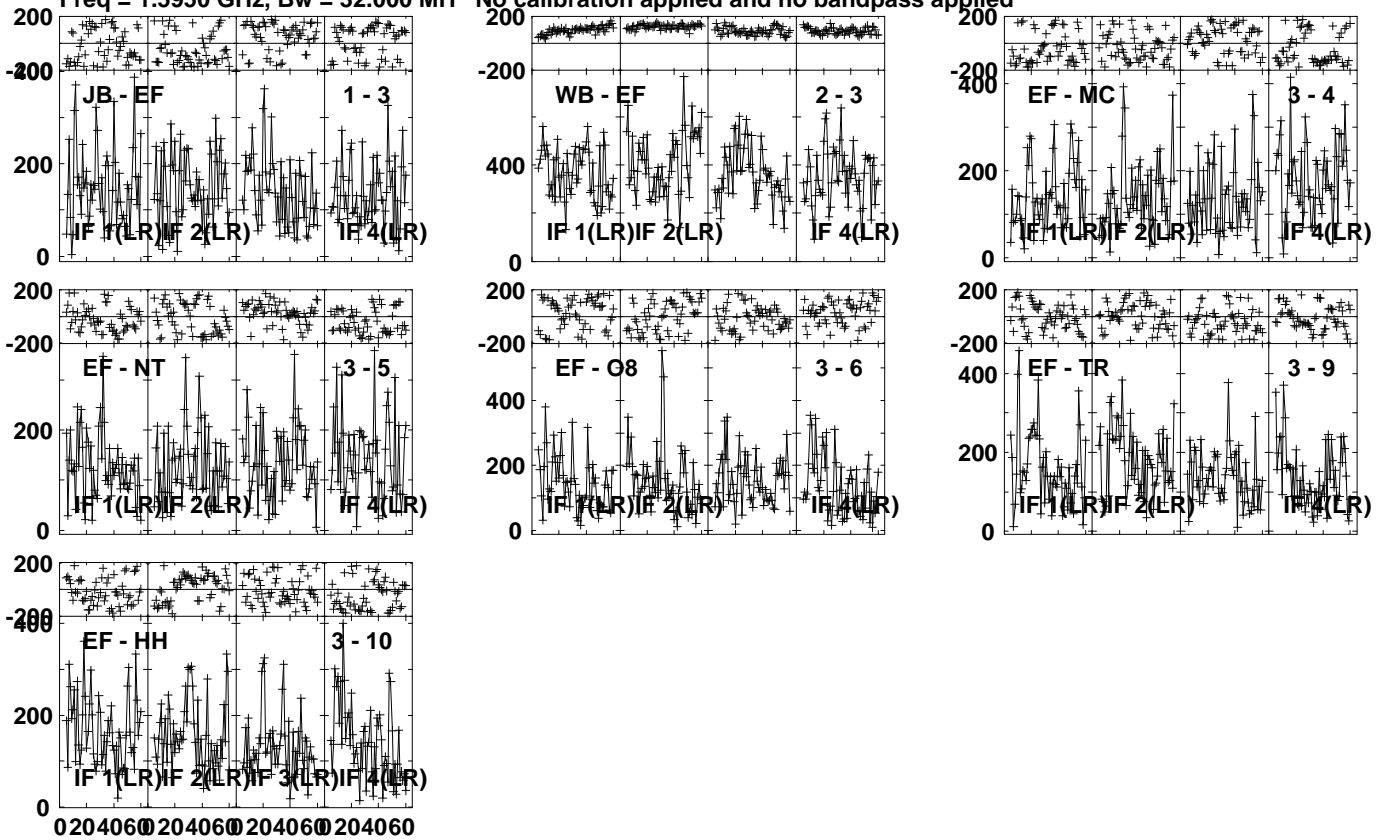 Freq = 1.5950 GHz, Bw = 32.000 MH No calibration applied and no bandpass applied
200
-200
400
JB - EF 1 - 3
200
0
IF 1(LR) IF 2(LR) IF 4(LR)
200
-200
WB - EF 2 - 3
400
0
IF 1(LR) IF 2(LR) IF 4(LR)
200
-200
400
EF - MC 3 - 4
200
0
IF 1(LR) IF 2(LR) IF 4(LR)
200
-200
EF - NT 3 - 5
200
0
IF 1(LR) IF 2(LR) IF 4(LR)
200
-200
EF - O8 3 - 6
400
200
0
IF 1(LR) IF 2(LR) IF 4(LR)
200
-200
EF - TR 3 - 9
400
200
0
IF 1(LR) IF 2(LR) IF 4(LR)
200
-200
400
EF - HH 3 - 10
200
0
IF 1(LR) IF 2(LR) IF 3(LR) IF 4(LR)
0 20 40 60 0 20 40 60 0 20 40 60 0 20 40 60